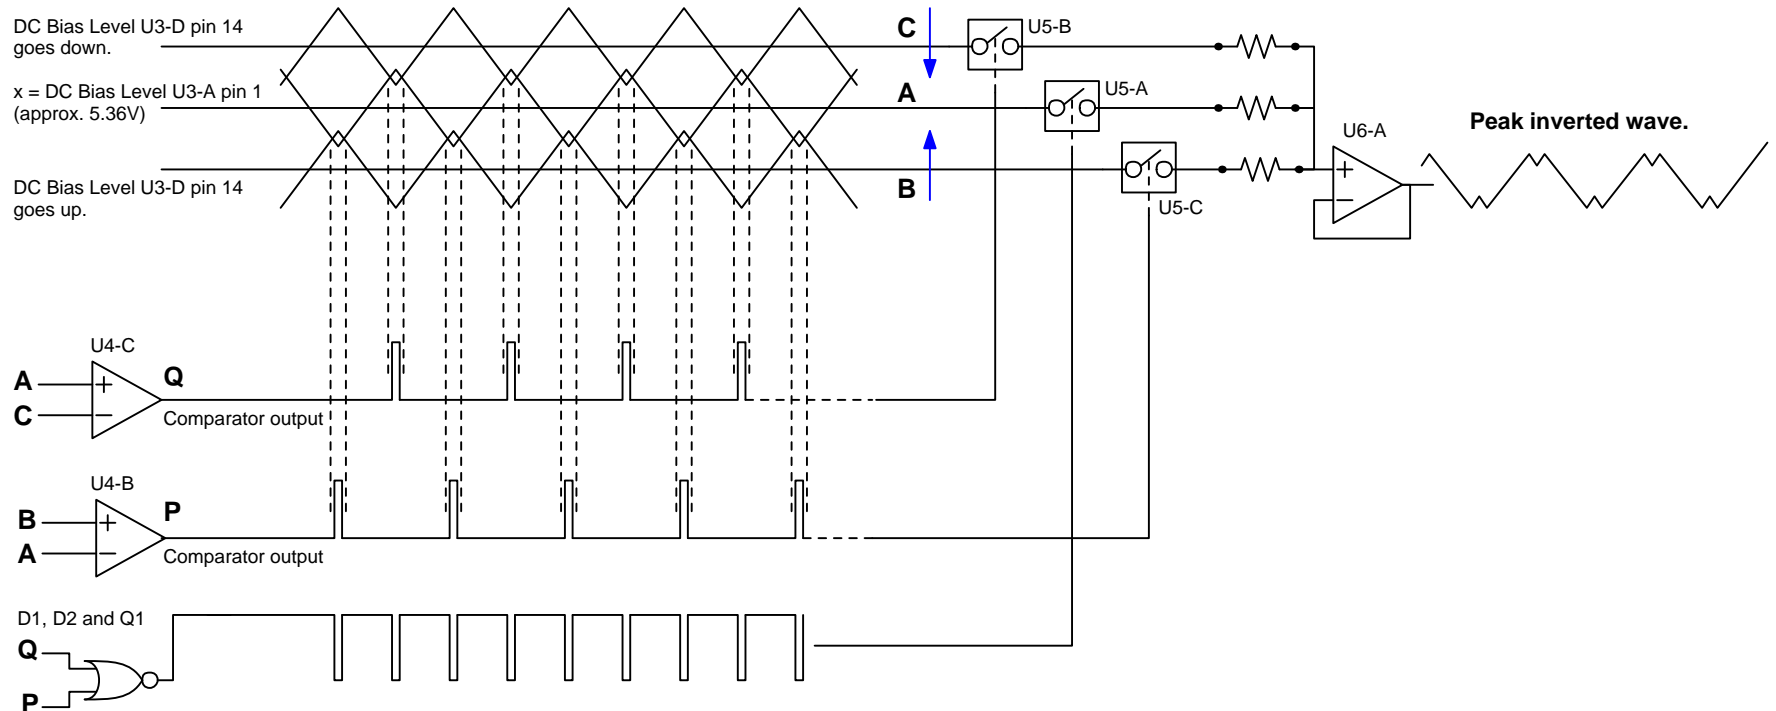 DC Bias Level U3-D pin 14
goes down.
C
U5-B
x = DC Bias Level U3-A pin 1
(approx. 5.36V)
A
U5-A
Peak inverted wave.
U6-A
DC Bias Level U3-D pin 14
goes up.
B
U5-C
+
−
U4-C
A
+
Q
C
−
Comparator output
U4-B
B
+
P
A
−
Comparator output
D1, D2 and Q1
Q
P